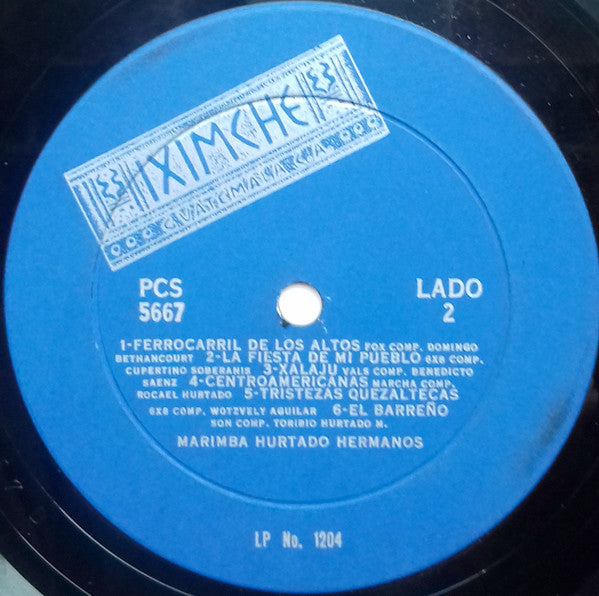 IXIMCHE
GUATEMALA C.A.
PCS
5667
LADO
2
1-FERROCARRIL DE LOS ALTOS FOX COMP. DOMINGO
BETHANCOURT 2-LA FIESTA DE MI PUEBLO 6X8 COMP.
CUPERTINO SOBERANIS 3-XALAJU VALS COMP. BENEDICTO
SAENZ 4-CENTROAMERICANAS MARCHA COMP.
ROCAEL HURTADO 5-TRISTEZAS QUEZALTECAS
6X8 COMP. WOTZVELY AGUILAR 6-EL BARREÑO
SON COMP. TORIBIO HURTADO M.
MARIMBA HURTADO HERMANOS
LP No. 1204